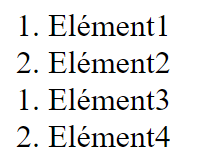 1. Elément1
2. Elément2
1. Elément3
2. Elément4